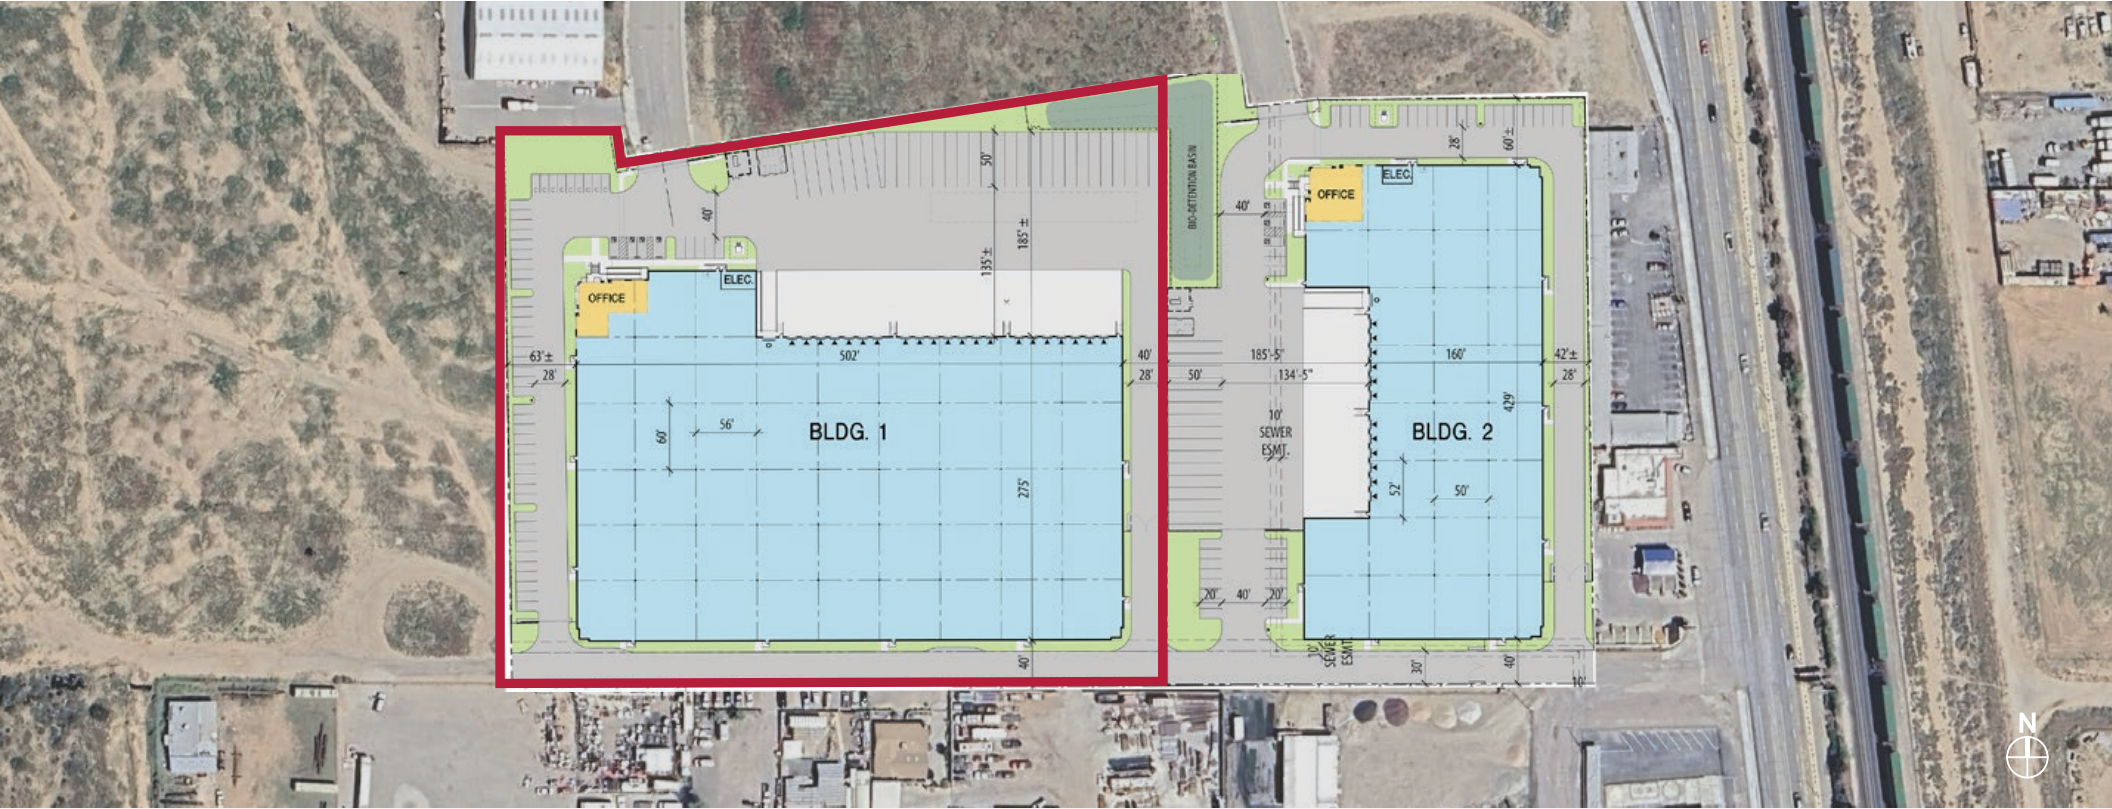 50'
40'
135'±
185' ±
ELEC.
OFFICE
502'
63'±
28'
40'
28'
56'
60'
BLDG. 1
275'
40'
BIO-DETENTION BASIN
40'
OFFICE
ELEC.
28'
60'±
185'-5"
160'
42'±
50'
134'-5"
28'
429'
10'
SEWER
ESMT.
BLDG. 2
52'
50'
20'
40'
20'
10'
SEWER
ESMT.
30'
40'
10'
N